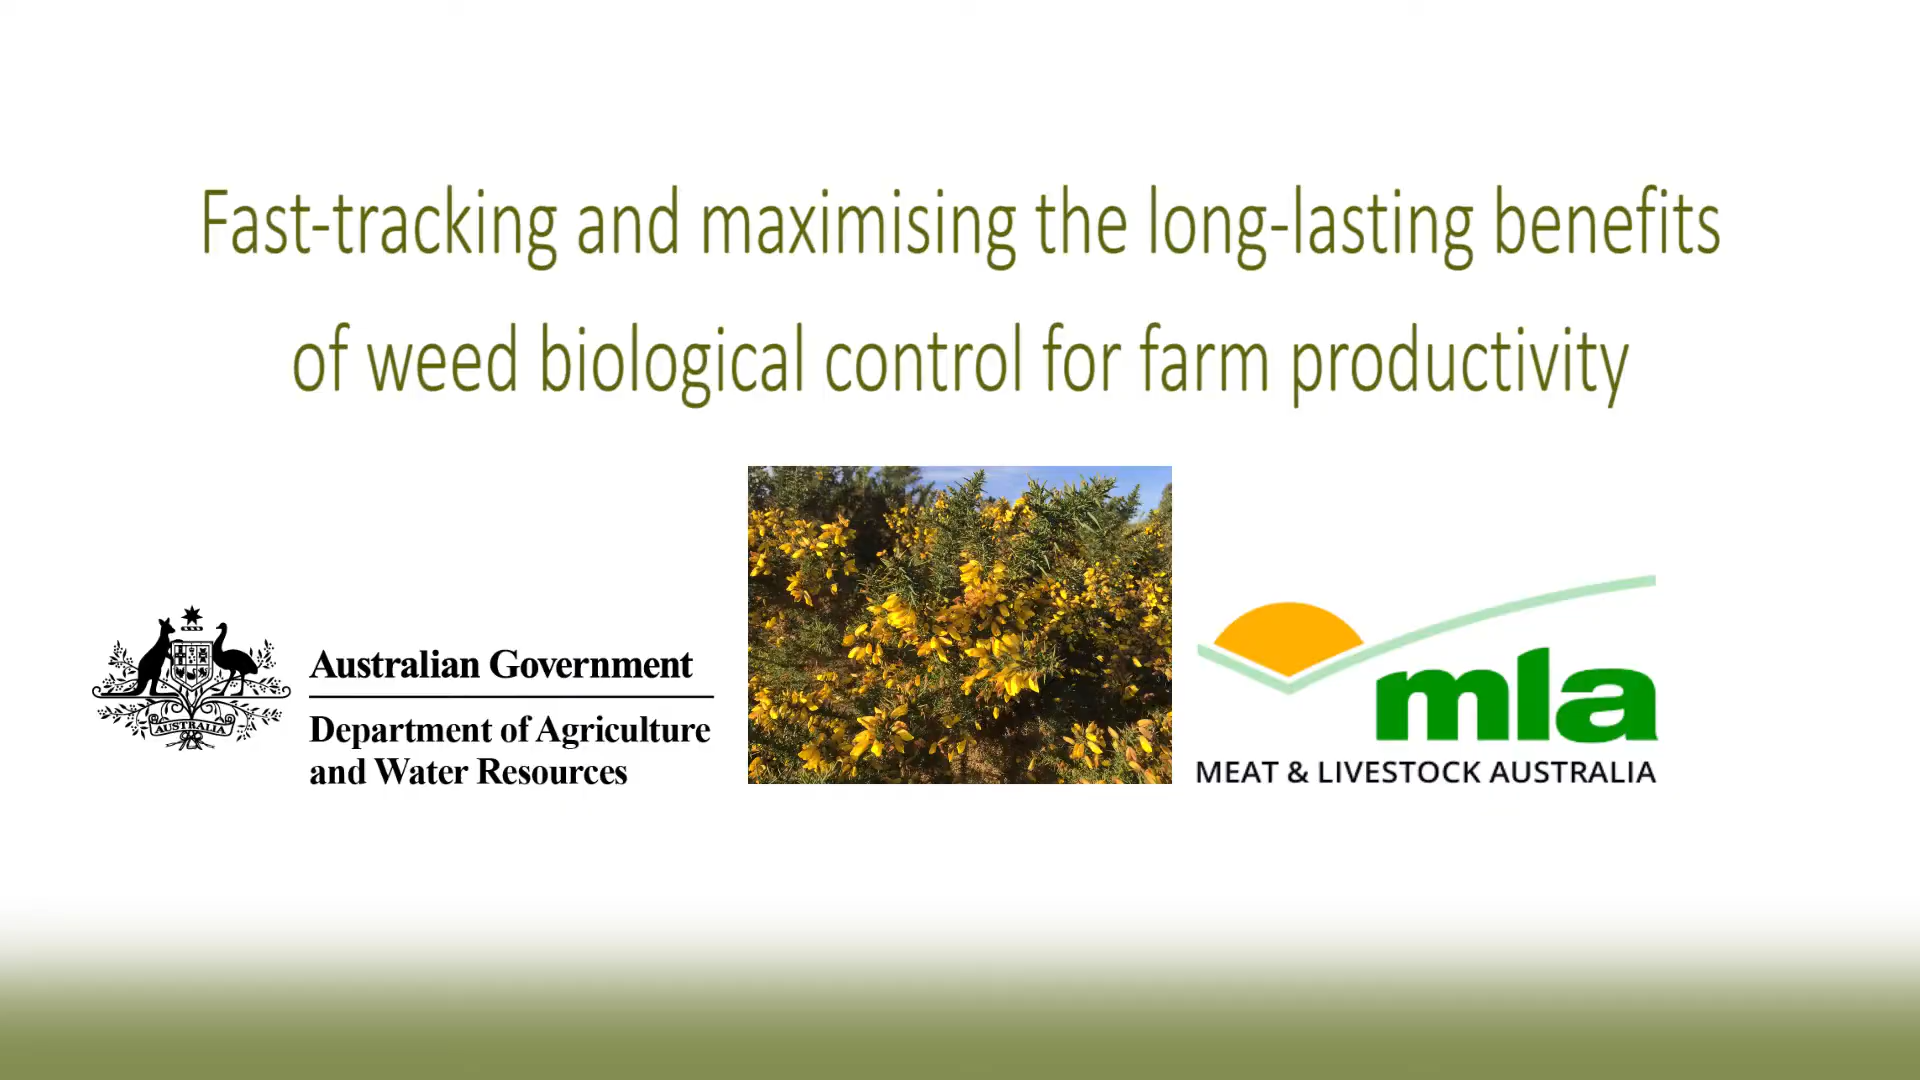 Fast-tracking and maximising the long-lasting benefits
of weed biological control for farm productivity
AUSTRALIA
Australian Government
Department of Agriculture
and Water Resources
mla
MEAT & LIVESTOCK AUSTRALIA